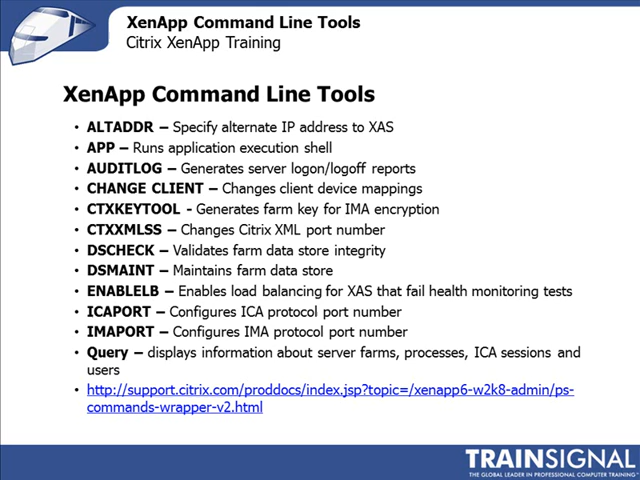 XenApp Command Line Tools
Citrix XenApp Training
XenApp Command Line Tools
• ALTADDR – Specify alternate IP address to XAS
• APP – Runs application execution shell
• AUDITLOG – Generates server logon/logoff reports
• CHANGE CLIENT – Changes client device mappings
• CTXKEYTOOL - Generates farm key for IMA encryption
• CTXXMLSS – Changes Citrix XML port number
• DSCHECK – Validates farm data store integrity
• DSMAINT – Maintains farm data store
• ENABLELB – Enables load balancing for XAS that fail health monitoring tests
• ICAPORT – Configures ICA protocol port number
• IMAPORT – Configures IMA protocol port number
• Query – displays information about server farms, processes, ICA sessions and
users
• http://support.citrix.com/proddocs/index.jsp?topic=/xenapp6-w2k8-admin/ps-
commands-wrapper-v2.html
TRAINSIGNAL
THE GLOBAL LEADER IN PROFESSIONAL COMPUTER TRAINING